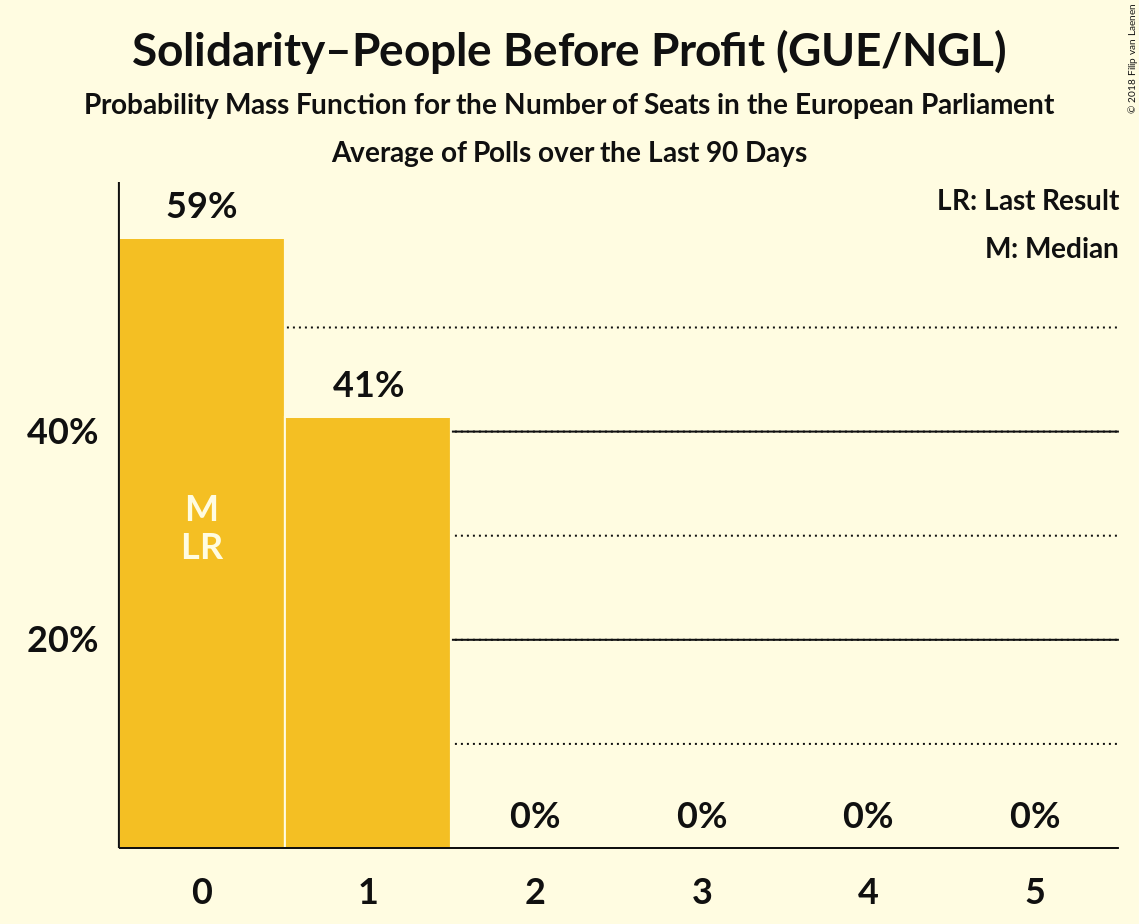 Solidarity–People Before Profit (GUE/NGL)
Probability Mass Function for the Number of Seats in the European Parliament
Average of Polls over the Last 90 Days
© 2018 Filip van Laenen
LR: Last Result
M: Median
59%
41%
40%
M
LR
20%
0% 0% 0% 0%
0 1 2 3 4 5